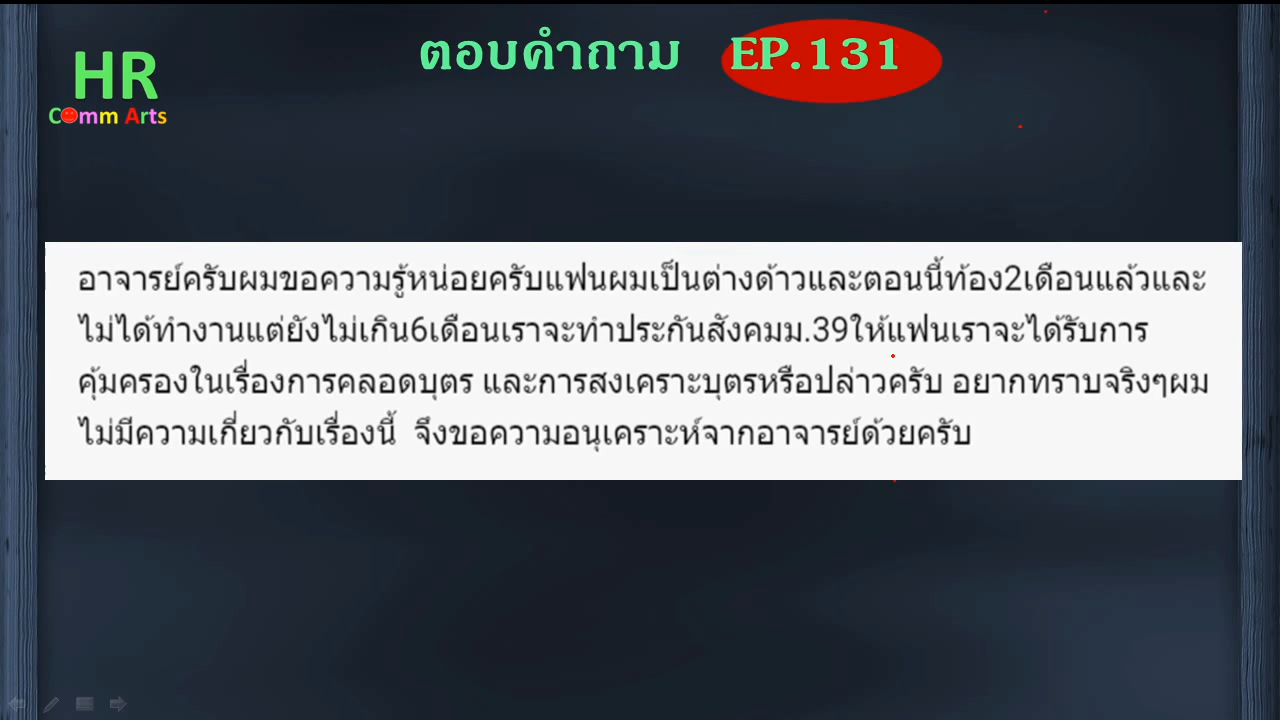 ตอบคำถาม EP.131
HR
Comm Arts
อาจารย์ครับผมขอความรู้หน่อยครับแฟนผมเป็นต่างด้าวและตอนนี้ท้อง2เดือนแล้วและ
ไม่ได้ทำงานแต่ยังไม่เกิน6เดือนเราจะทำประกันสังคมม.39ให้แฟนเราจะได้รับการ
คุ้มครองในเรื่องการคลอดบุตร และการสงเคราะบุตรหรือปล่าวครับ อยากทราบจริงๆผม
ไม่มีความเกี่ยวกับเรื่องนี้ จึงขอความอนุเคราะห์จากอาจารย์ด้วยครับ